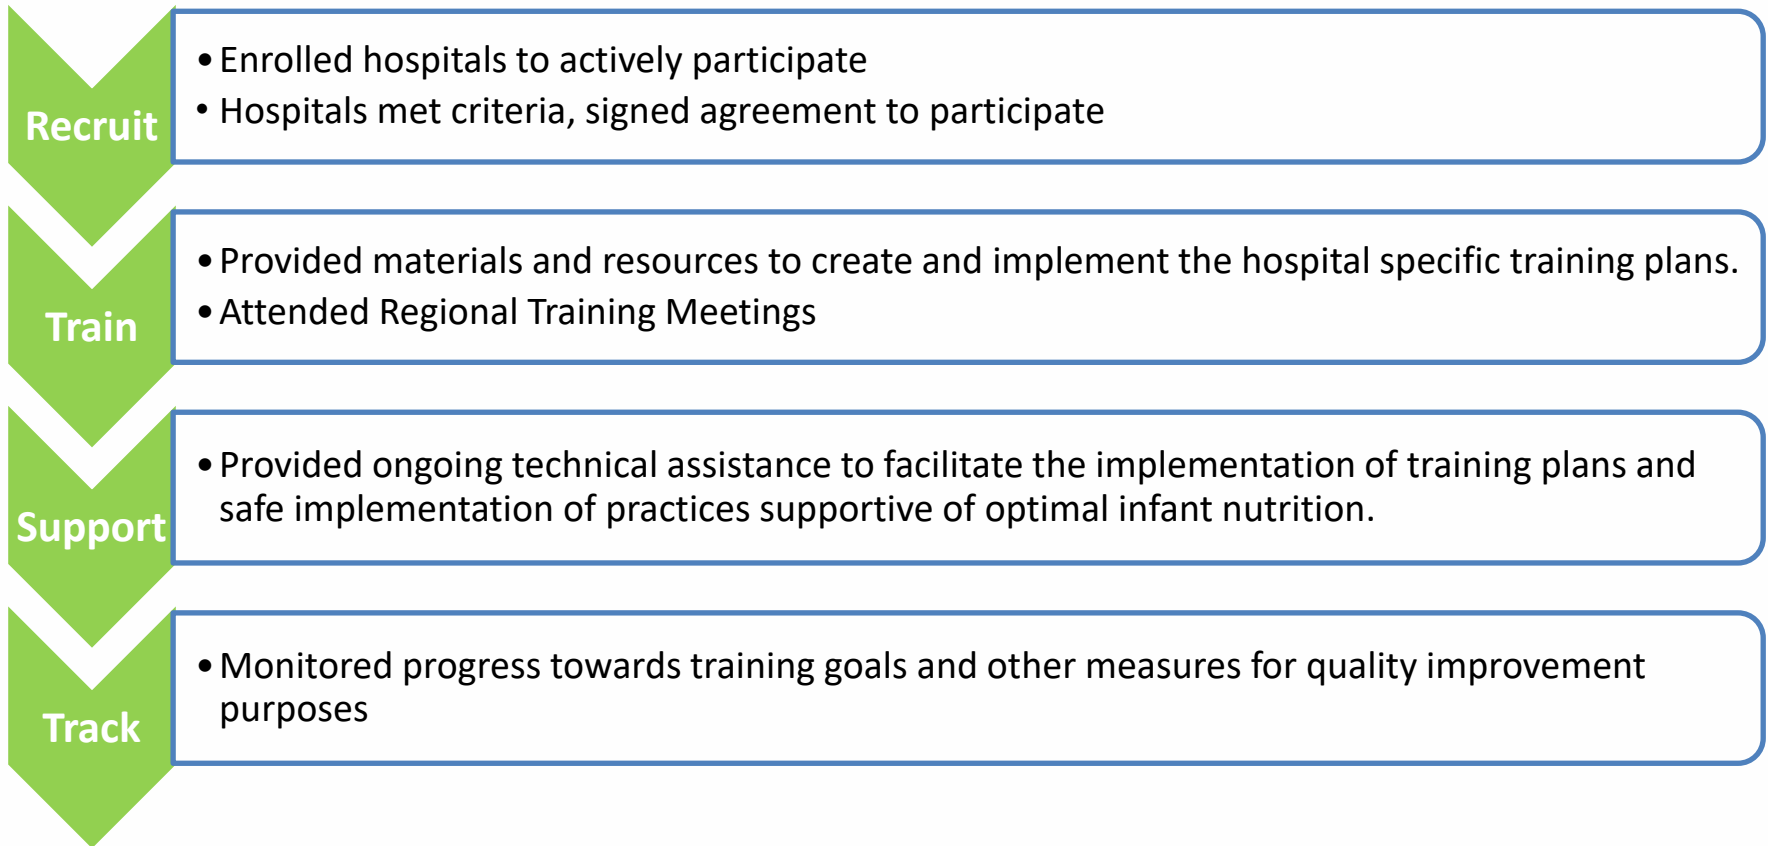 Recruit
• Enrolled hospitals to actively participate
• Hospitals met criteria, signed agreement to participate
Train
• Provided materials and resources to create and implement the hospital specific training plans.
• Attended Regional Training Meetings
Support
• Provided ongoing technical assistance to facilitate the implementation of training plans and
safe implementation of practices supportive of optimal infant nutrition.
Track
• Monitored progress towards training goals and other measures for quality improvement
purposes